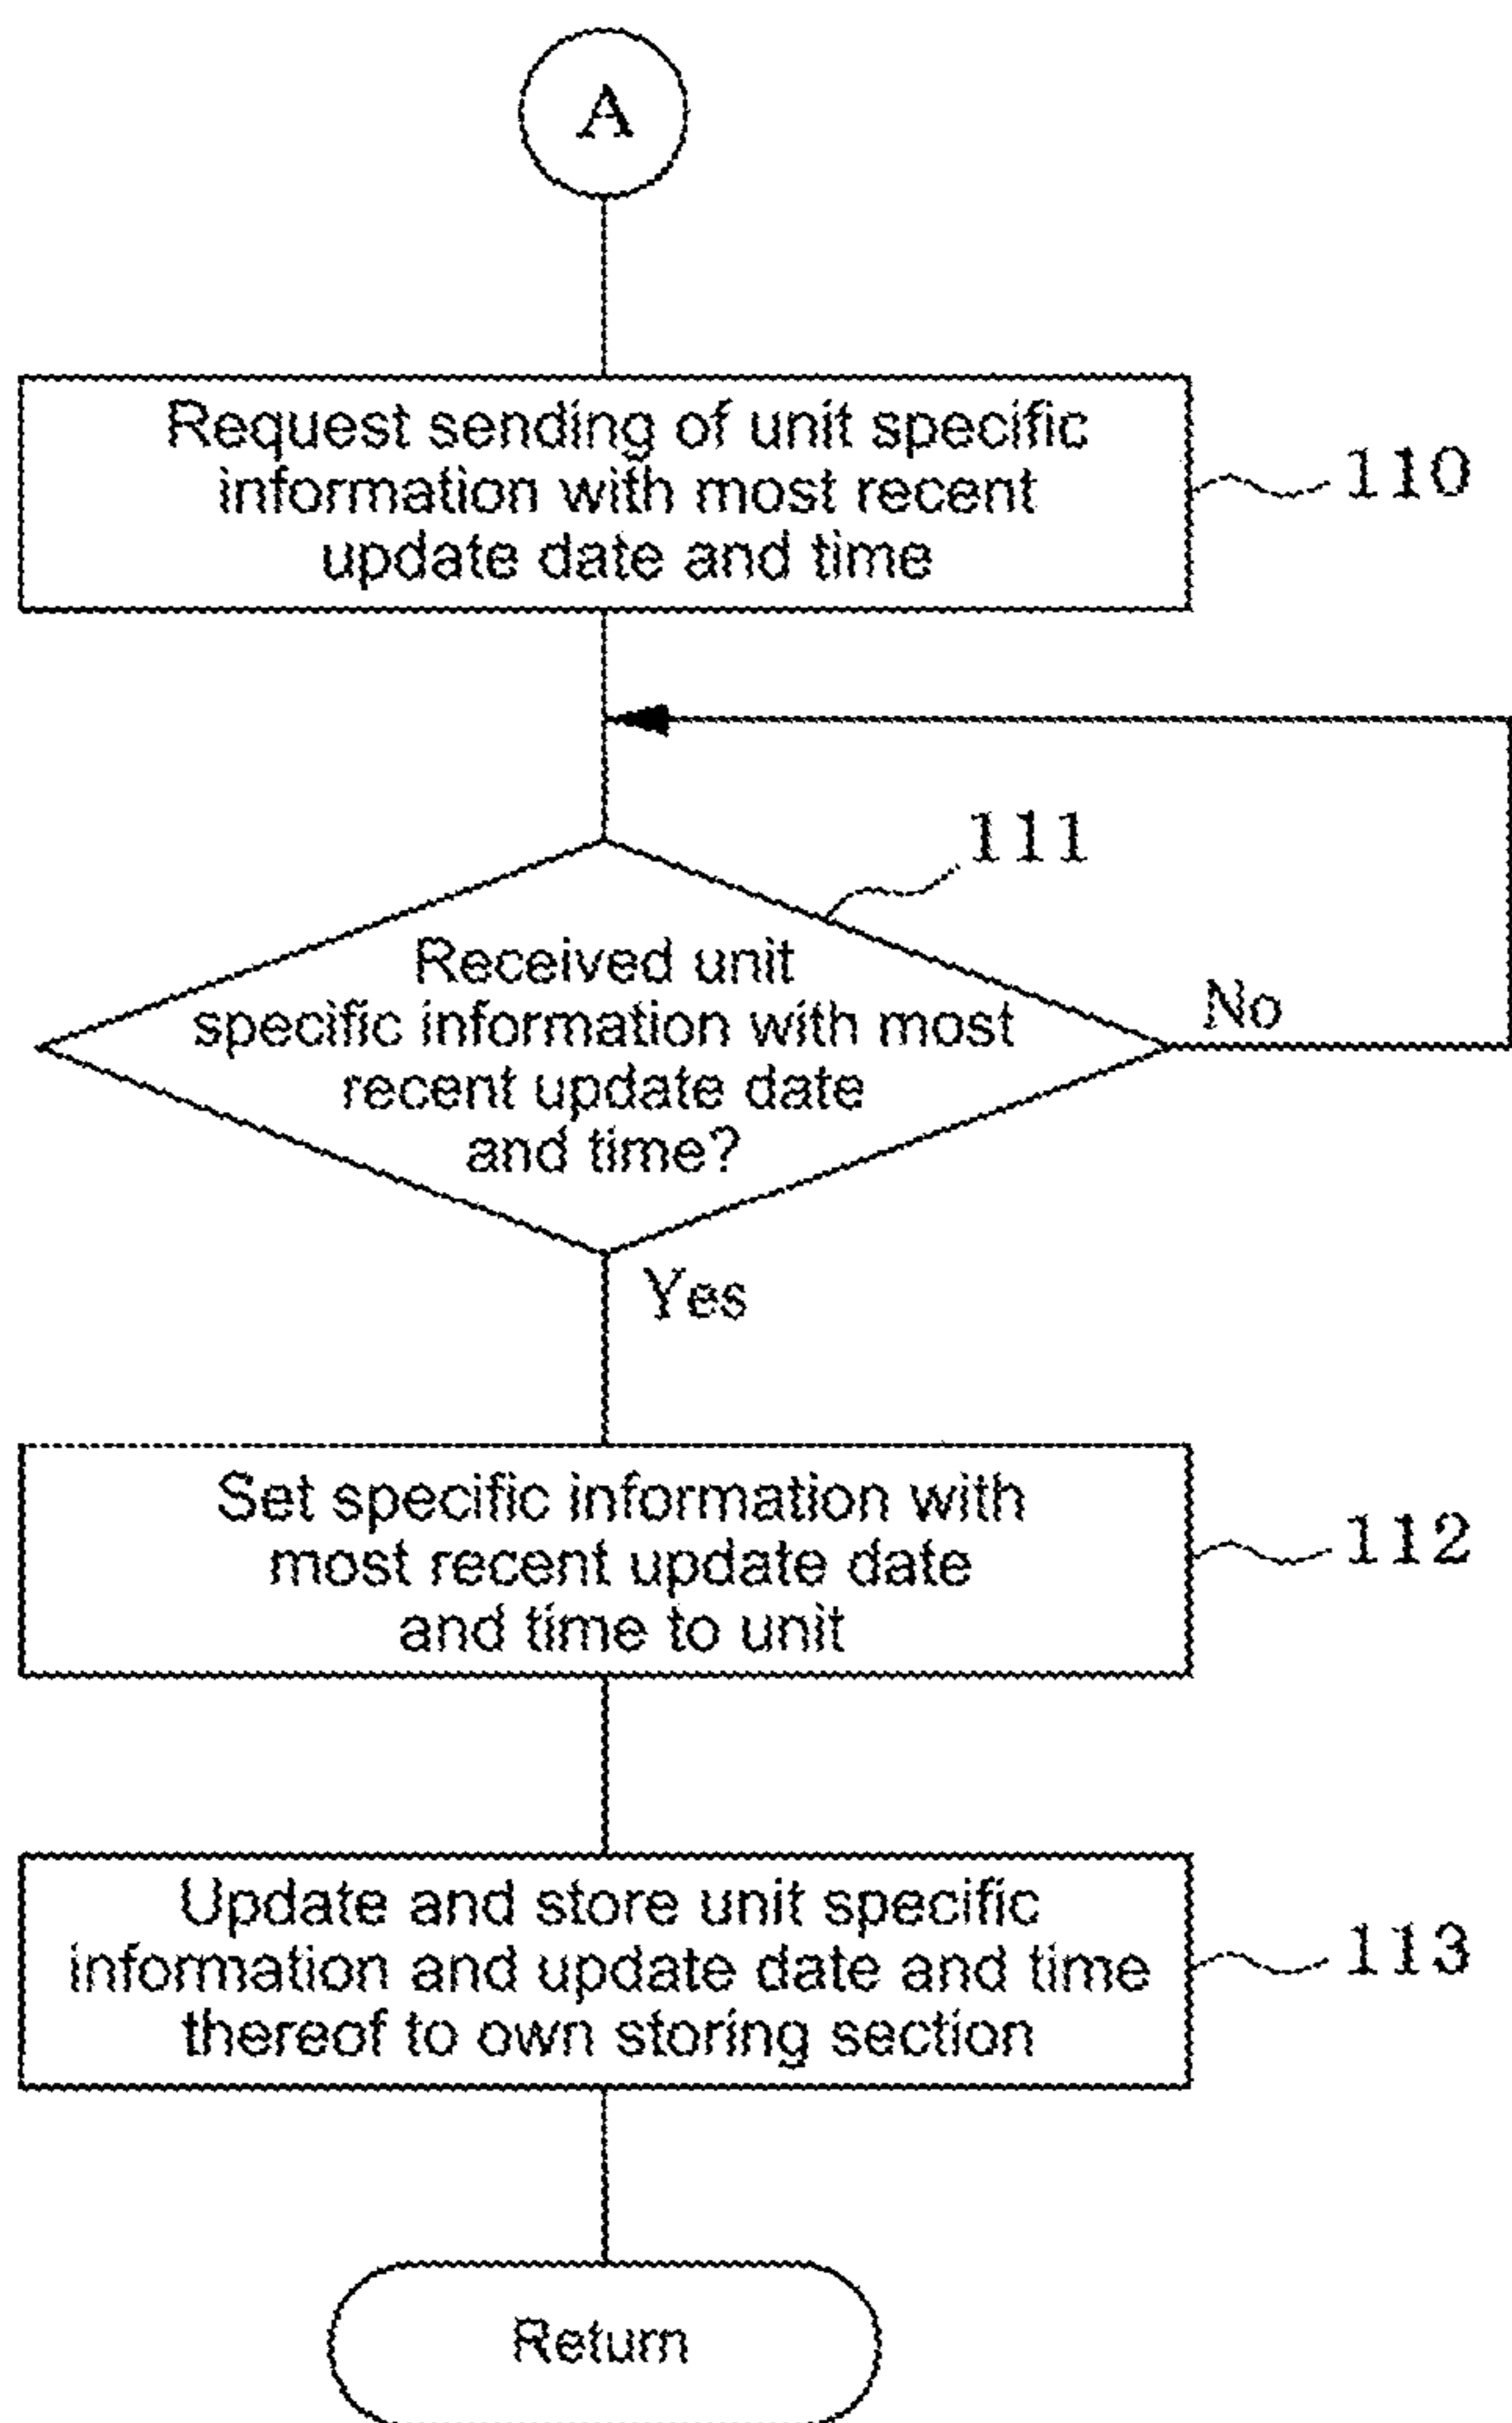 A
Request sending of unit specific
information with most recent
update date and time
110
111
Received unit
specific information with most
recent update date
and time?
No
Yes
Set specific information with
most recent update date
and time to unit
112
Update and store unit specific
information and update date and time
thereof to own storing section
113
Return